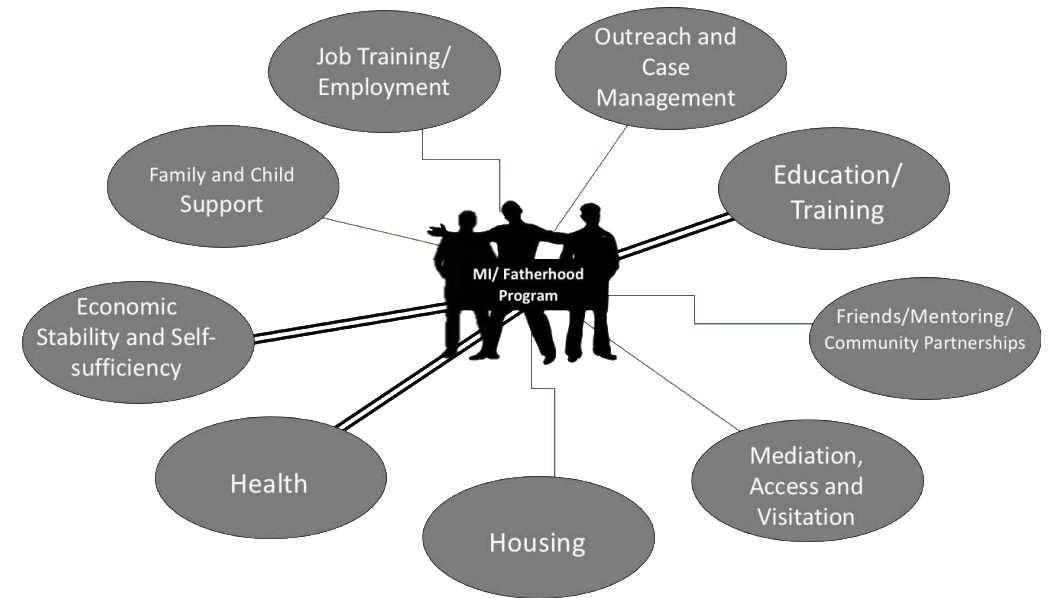 Job Training/
Employment
Outreach and
Case
Management
Family and Child
Support
Education/
Training
MI/ Fatherhood
Program
Economic
Stability and Self-
sufficiency
Friends/Mentoring/
Community Partnerships
Health
Mediation,
Access and
Visitation
Housing